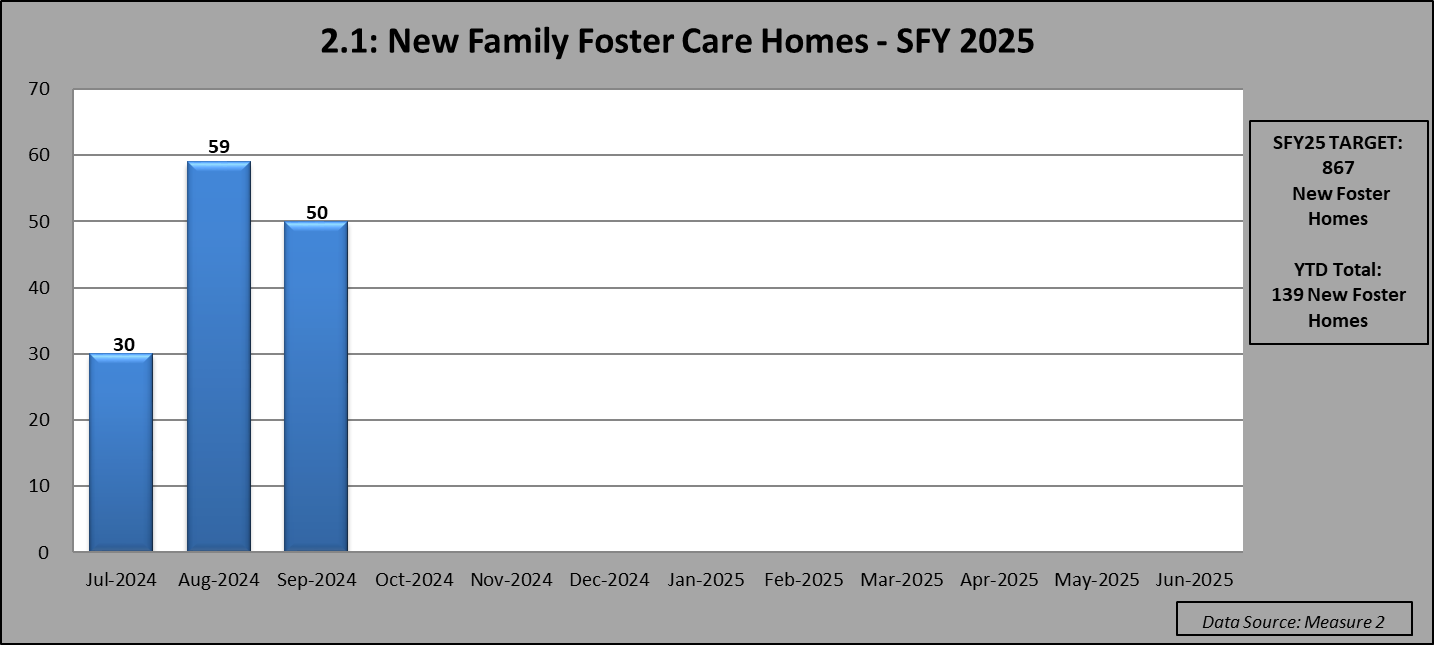 2.1: New Family Foster Care Homes - SFY 2025
70
60
50
40
30
20
10
0
30
59
50
Jul-2024 Aug-2024 Sep-2024 Oct-2024 Nov-2024 Dec-2024 Jan-2025 Feb-2025 Mar-2025 Apr-2025 May-2025 Jun-2025
SFY25 TARGET:
867
New Foster
Homes
YTD Total:
139 New Foster
Homes
Data Source: Measure 2